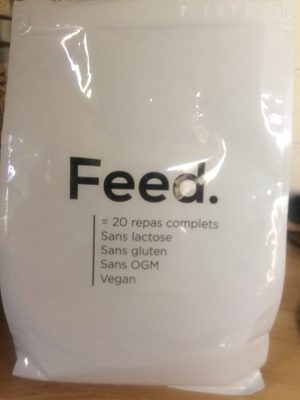 Feed.
= 20 repas complets
Sans lactose
Sans gluten
Sans OGM
Vegan